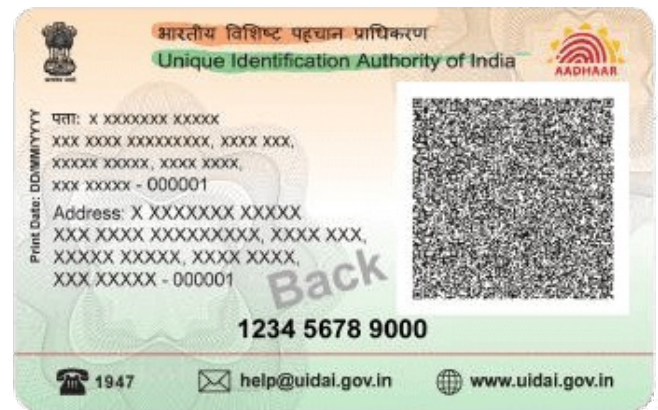 भारतीय विशिष्ट पहचान प्राधिकरण
Unique Identification Authority of India
AADHAAR
Print Date: DD/MM/YYYY
पता: X XXXXXXX XXXXX
XXX XXXX XXXXXXXXX, XXXX XXX,
XXXXX XXXXX, XXXX XXXX,
XXX XXXXX - 000001
Address: X XXXXXXX XXXXX
XXX XXXX XXXXXXXXX, XXXX XXX,
XXXXX XXXXX, XXXX XXXX,
XXX XXXXX - 000001
Back
1234 5678 9000
1947
help@uidai.gov.in
www.uidai.gov.in